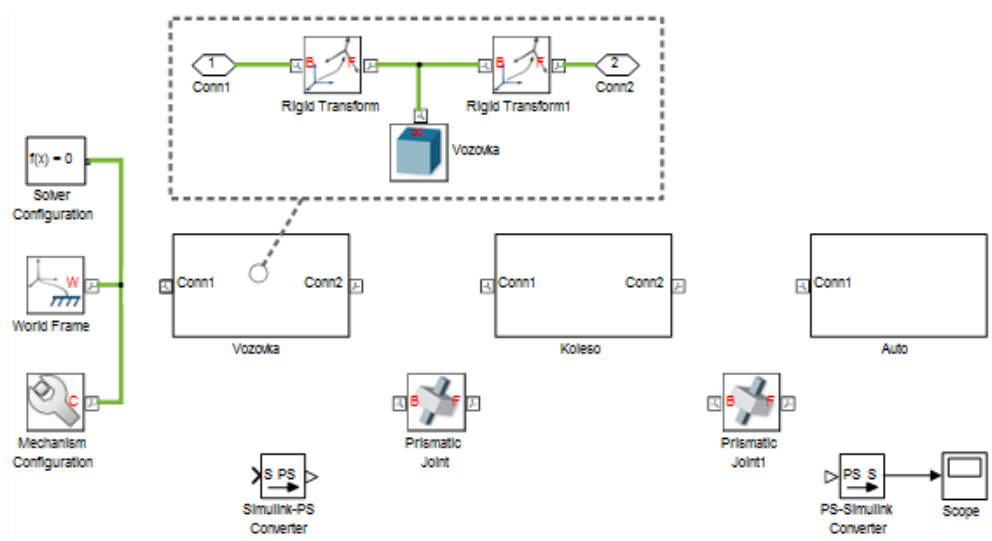 1
Conn1
B
F
Rigid Transform
B
F
Rigid Transform1
2
Conn2
Vozovka
f(x) = 0
Solver
Configuration
W
World Frame
C
Mechanism
Configuration
Conn1
Conn2
Vozovka
Conn1
Conn2
Koleso
Conn1
Auto
B
F
Prismatic
Joint
B
F
Prismatic
Joint1
S PS
Simulink-PS
Converter
PS S
PS-Simulink
Converter
Scope